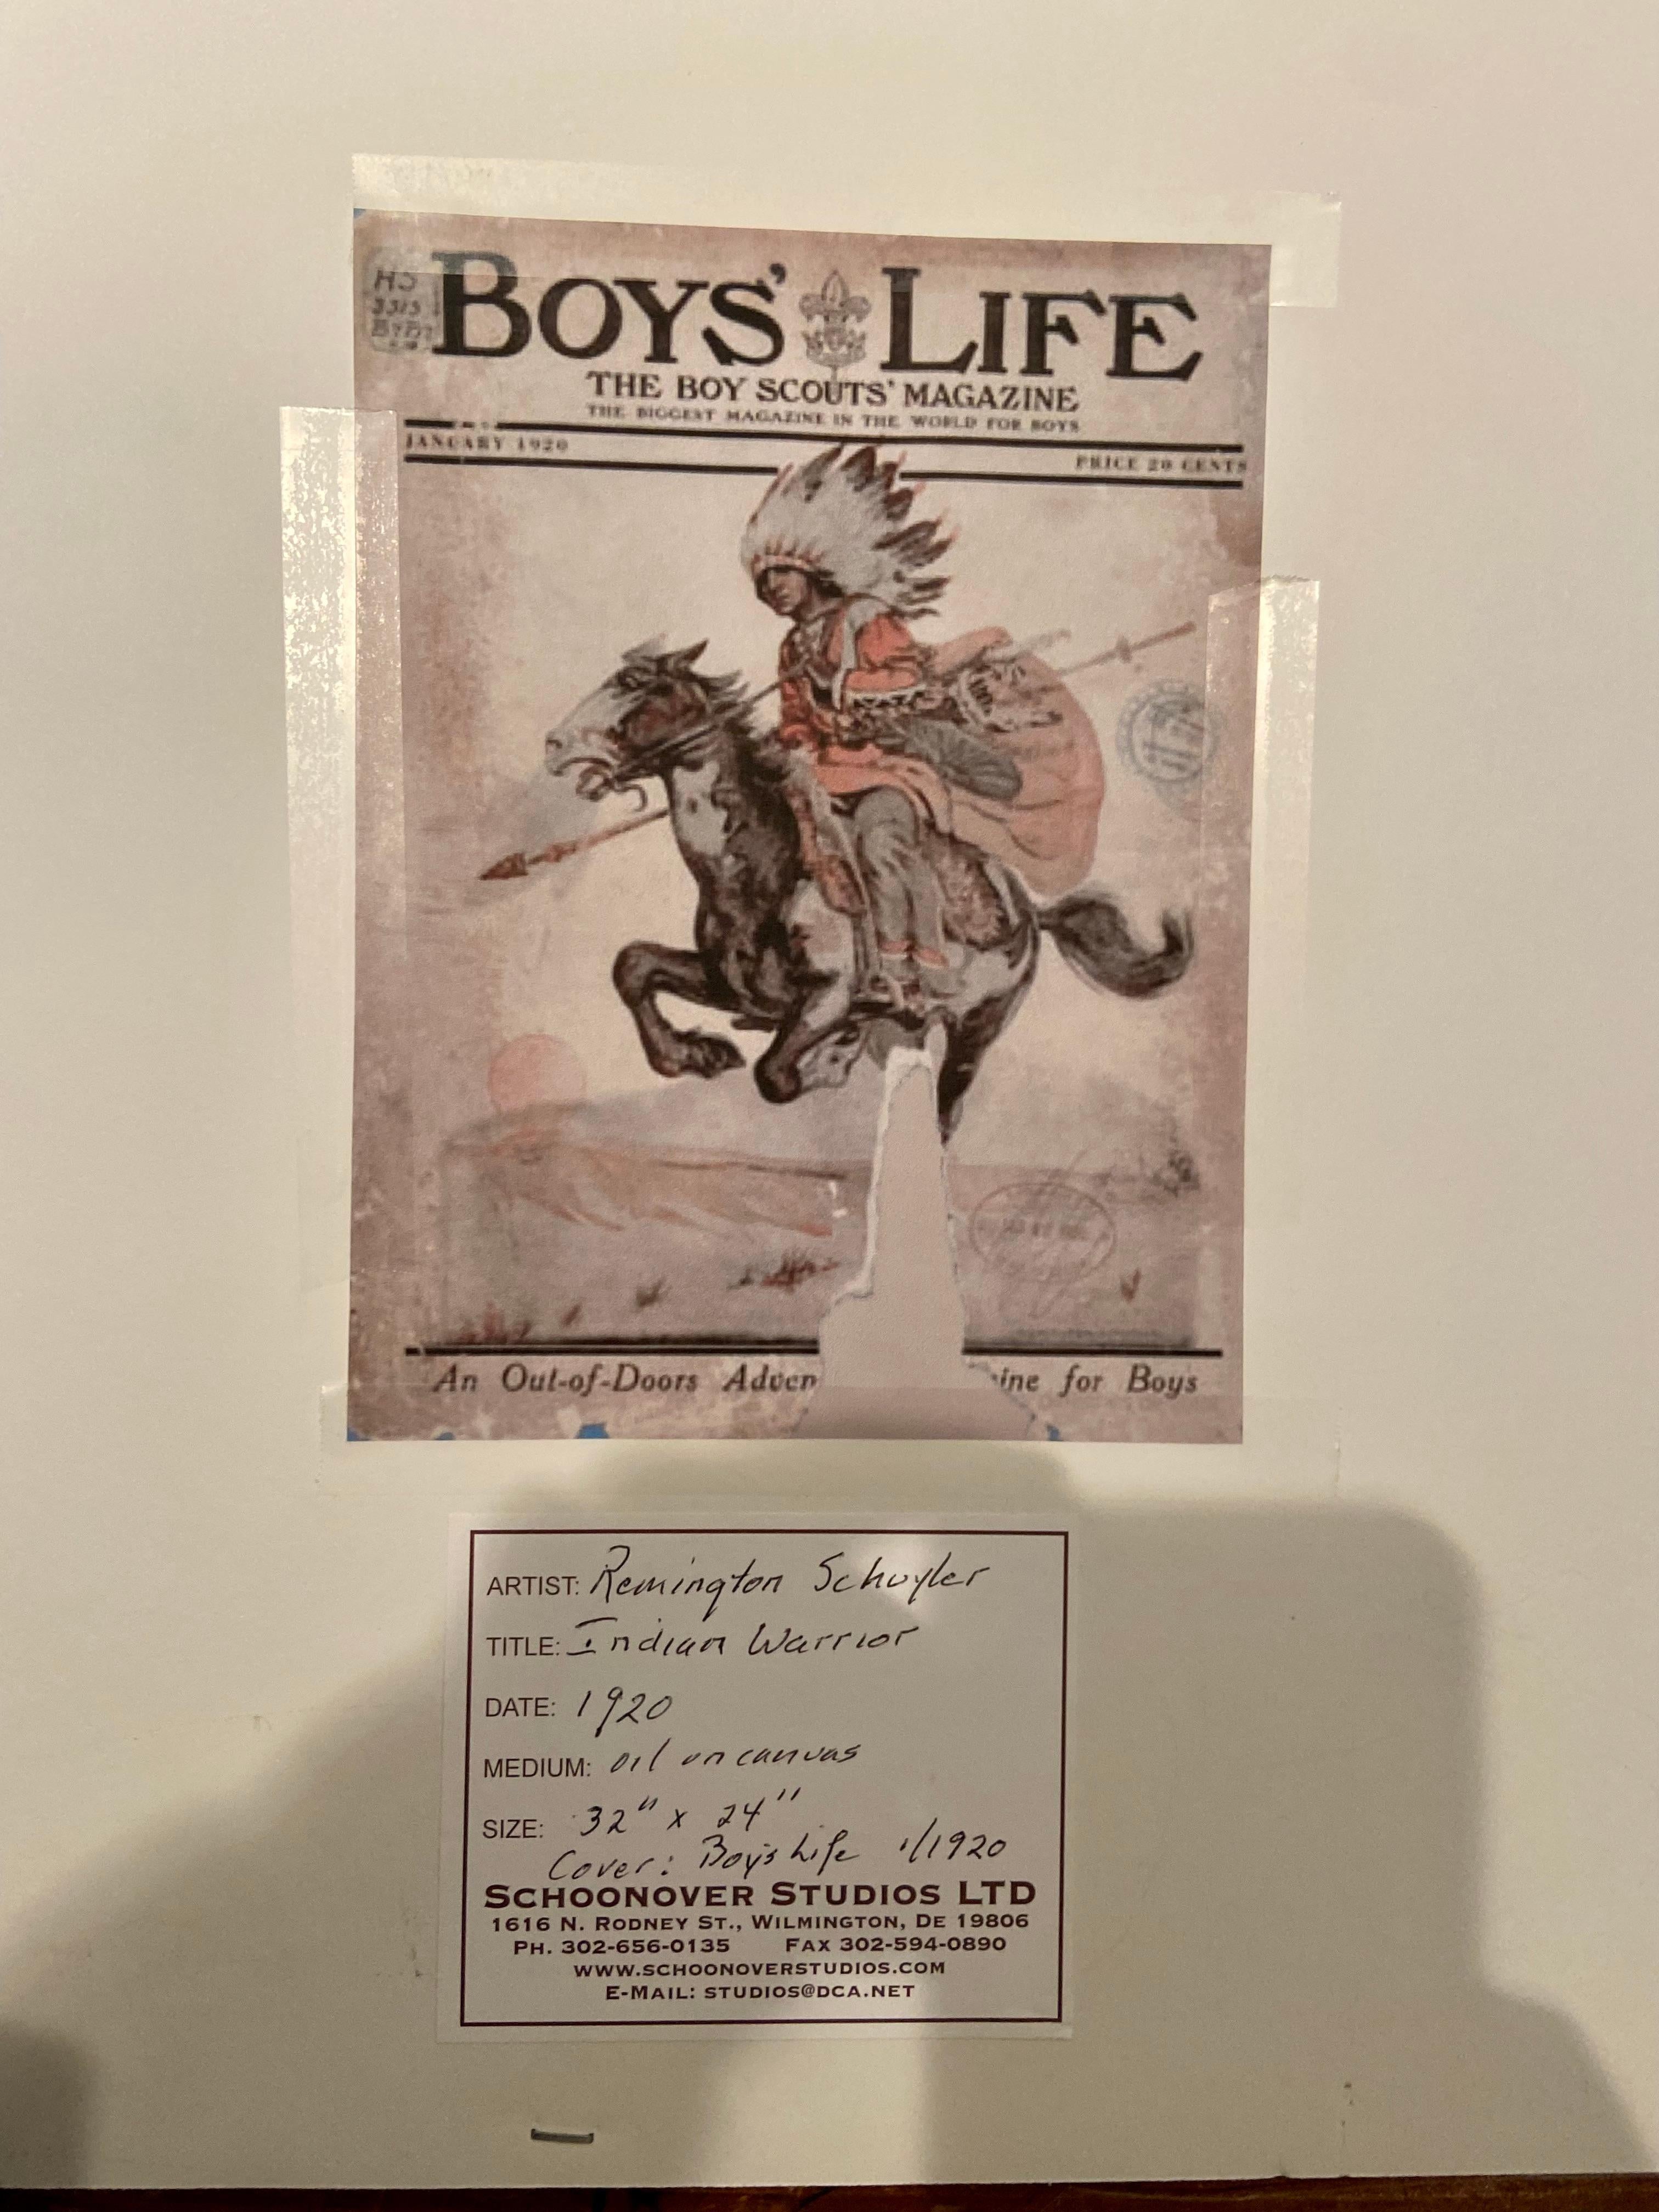 HS
BOYS' LIFE
THE BOY SCOUTS' MAGAZINE
THE BIGGEST MAGAZINE IN THE WORLD FOR BOYS
JANUARY 1920
PRICE 20 CENTS
An Out-of-Doors Adven
ine for Boys
ARTIST: Remington Schuyler
TITLE: Indian Warrior
DATE: 1920
MEDIUM: oil on canvas
SIZE: 32" x 24"
Cover: Boy's Life 1/1920
SCHOONOVER STUDIOS LTD
1616 N. RODNEY ST., WILMINGTON, DE 19806
PH. 302-656-0135 FAX 302-594-0890
WWW.SCHOONOVERSTUDIOS.COM
E-MAIL: STUDIOS@DCA.NET